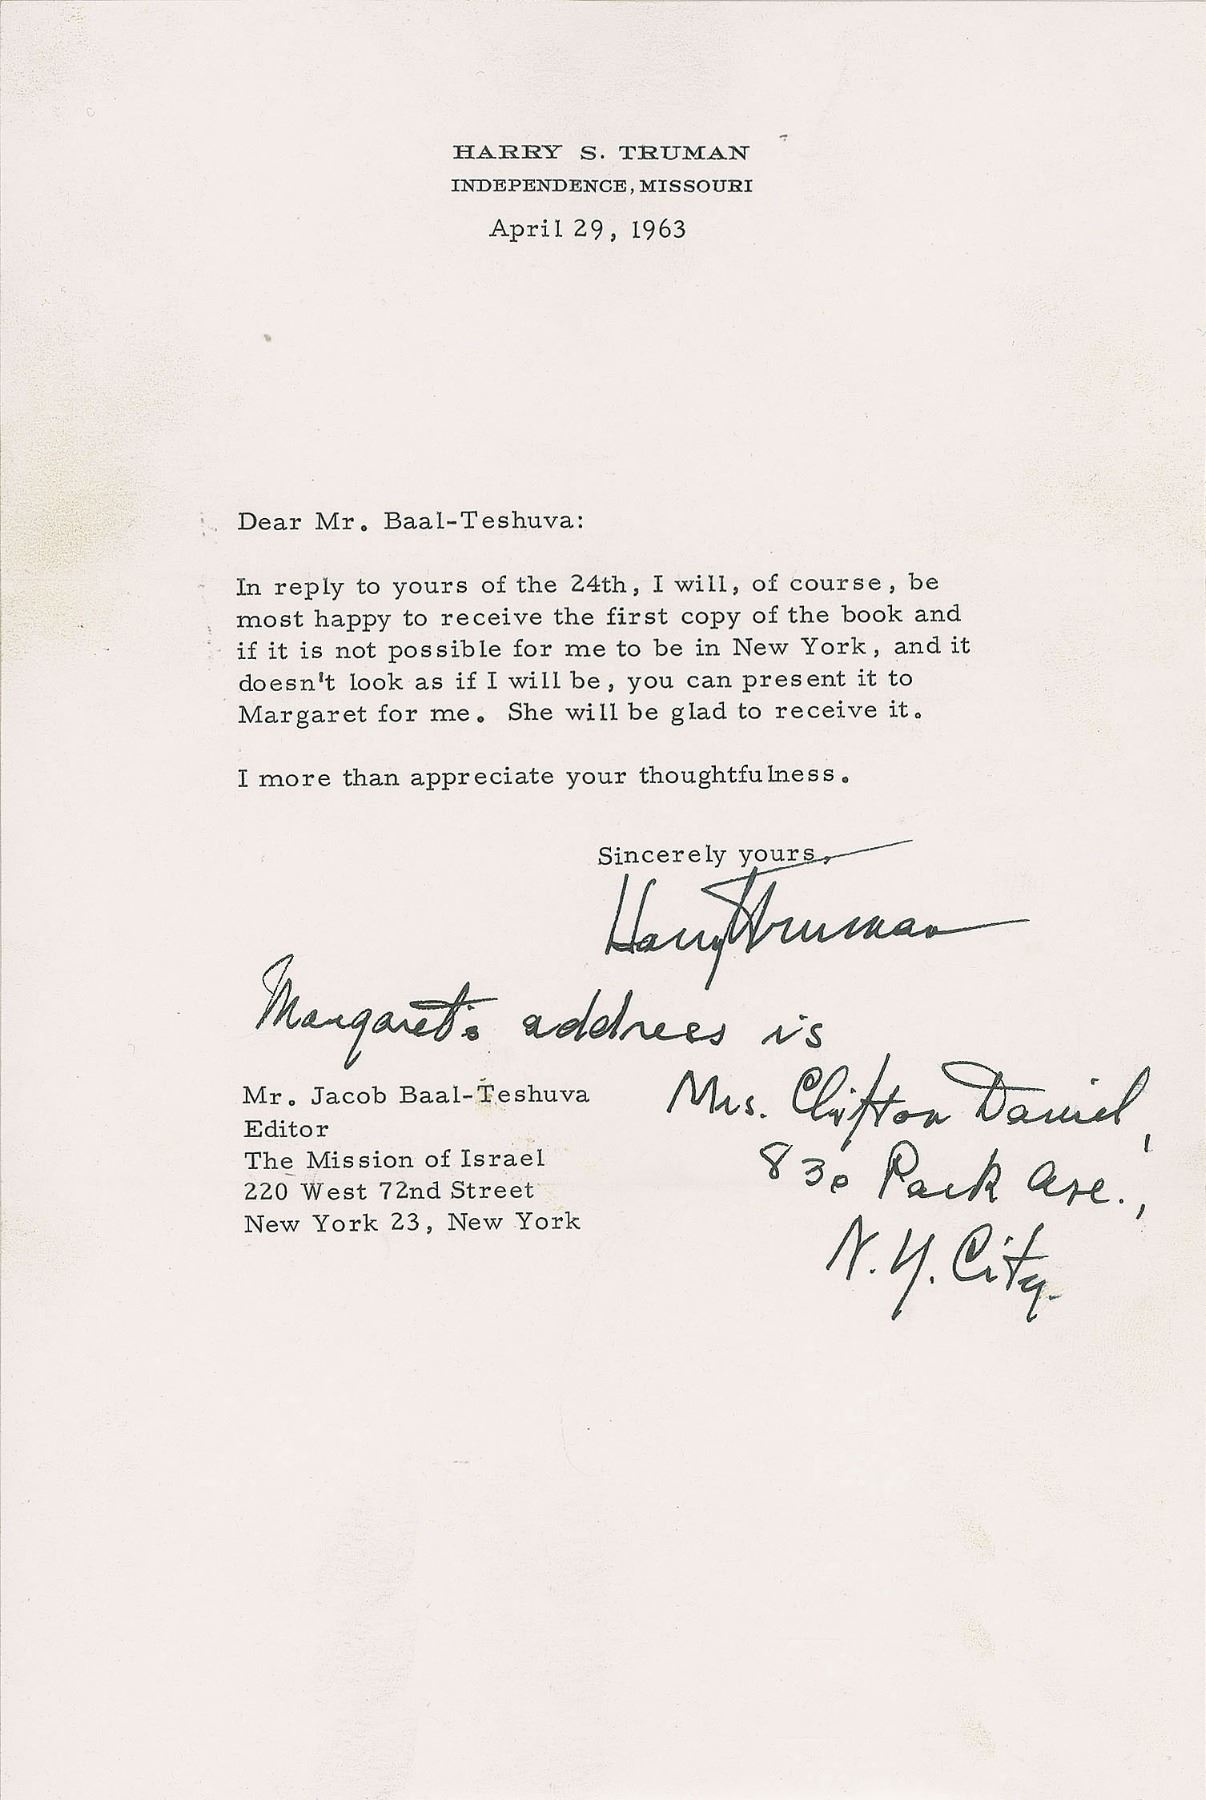 HARRY S. TRUMAN
INDEPENDENCE, MISSOURI
April 29, 1963
Dear Mr. Baal-Teshuva:
In reply to yours of the 24th, I will, of course, be
most happy to receive the first copy of the book and
if it is not possible for me to be in New York, and it
doesn't look as if I will be, you can present it to
Margaret for me. She will be glad to receive it.
I more than appreciate your thoughtfulness.
Sincerely yours,
Harry S Truman
Margaret's address is
Mrs. Clifton Daniel,
830 Park Ave.,
N.Y. City.
Mr. Jacob Baal-Teshuva
Editor
The Mission of Israel
220 West 72nd Street
New York 23, New York